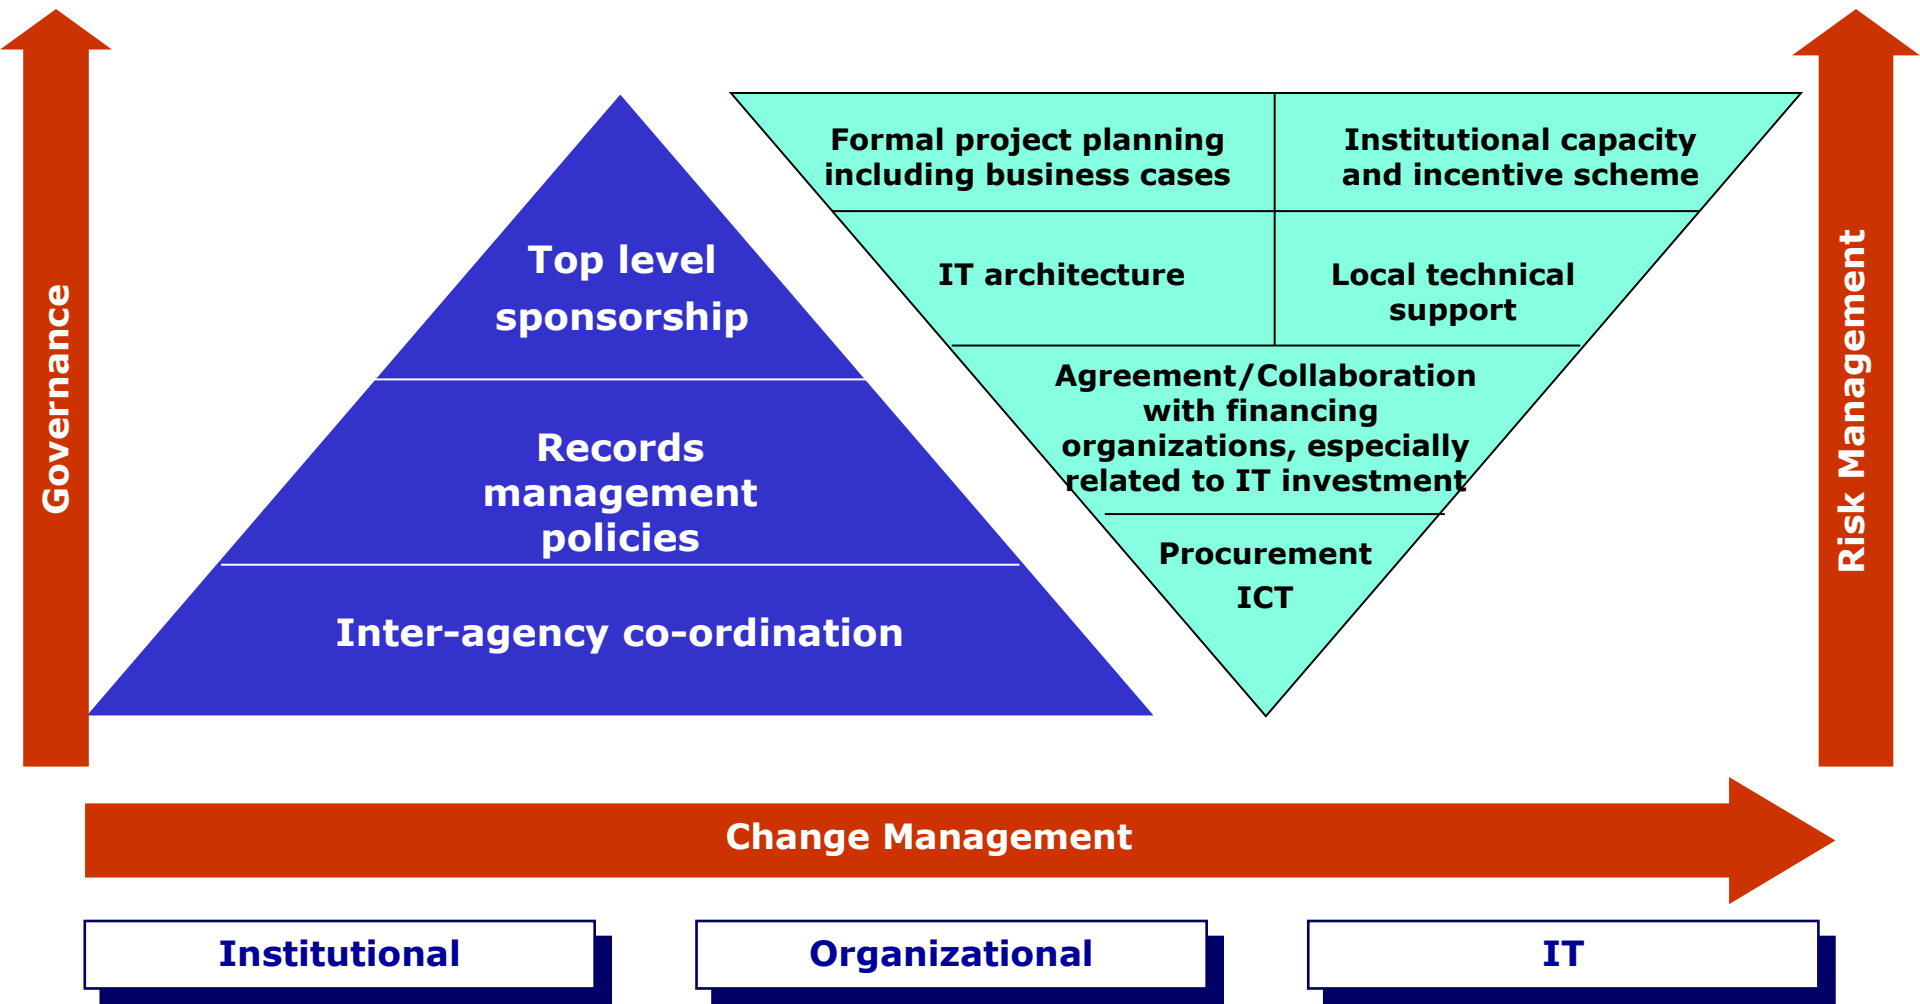 Governance
Top level
sponsorship
Records
management
policies
Inter-agency co-ordination
Formal project planning
including business cases
Institutional capacity
and incentive scheme
IT architecture
Local technical
support
Agreement/Collaboration
with financing
organizations, especially
related to IT investment
Procurement
ICT
Risk Management
Change Management
Institutional
Organizational
IT